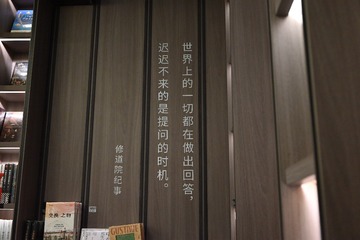 世界上的一切都在做出回答，
迟迟不来的是提问的时机。
修道院纪事